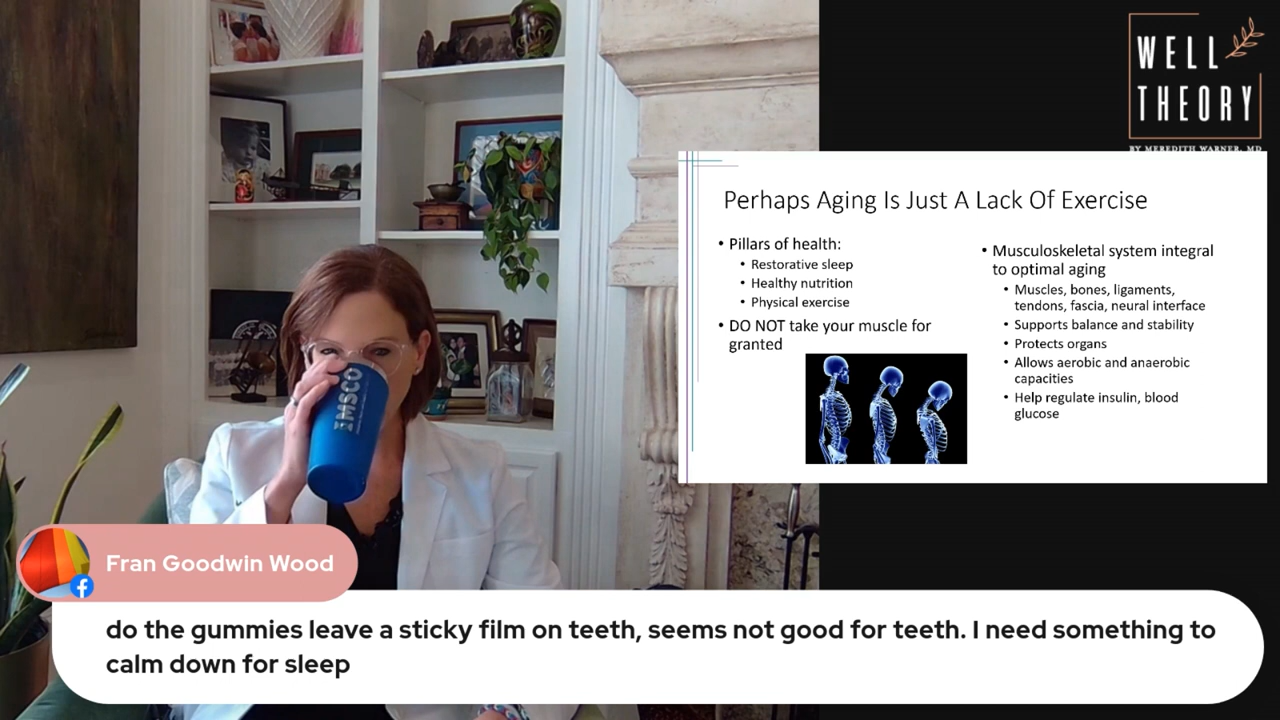 WELL
THEORY
BY MEREDITH WARNER, MD
Perhaps Aging Is Just A Lack Of Exercise
• Pillars of health:
• Restorative sleep
• Healthy nutrition
• Physical exercise
• DO NOT take your muscle for
granted
• Musculoskeletal system integral
to optimal aging
• Muscles, bones, ligaments,
tendons, fascia, neural interface
• Supports balance and stability
• Protects organs
• Allows aerobic and anaerobic
capacities
• Help regulate insulin, blood
glucose
Fran Goodwin Wood
do the gummies leave a sticky film on teeth, seems not good for teeth. I need something to
calm down for sleep